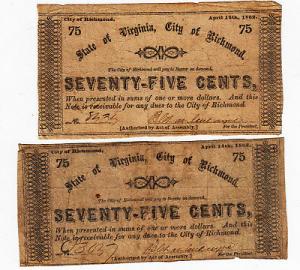 City of Richmond, April 14th, 1862.
75 State of Virginia, City of Richmond. 75
The City of Richmond will pay to Bearer on demand,
SEVENTY-FIVE CENTS,
When presented in sums of one or more dollars. And this
Note is receivable for any dues to the City of Richmond.
No.
[Authorized by Act of Assembly.] For the President.
City of Richmond, April 14th, 1862.
75 State of Virginia, City of Richmond. 75
The City of Richmond will pay to Bearer on demand,
SEVENTY-FIVE CENTS,
When presented in sums of one or more dollars. And this
Note is receivable for any dues to the City of Richmond.
[Authorized by Act of Assembly.] For the President.